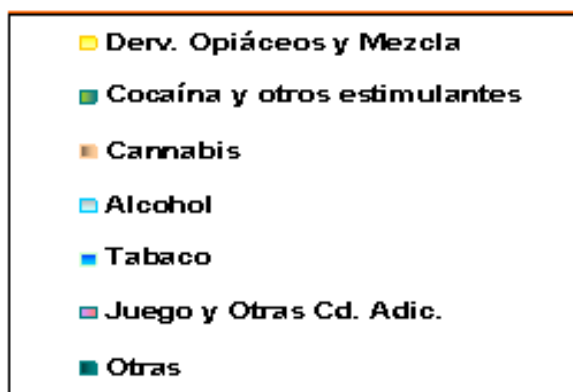 Derv. Opiáceos y Mezcla
Cocaína y otros estimulantes
Cannabis
Alcohol
Tabaco
Juego y Otras Cd. Adic.
Otras